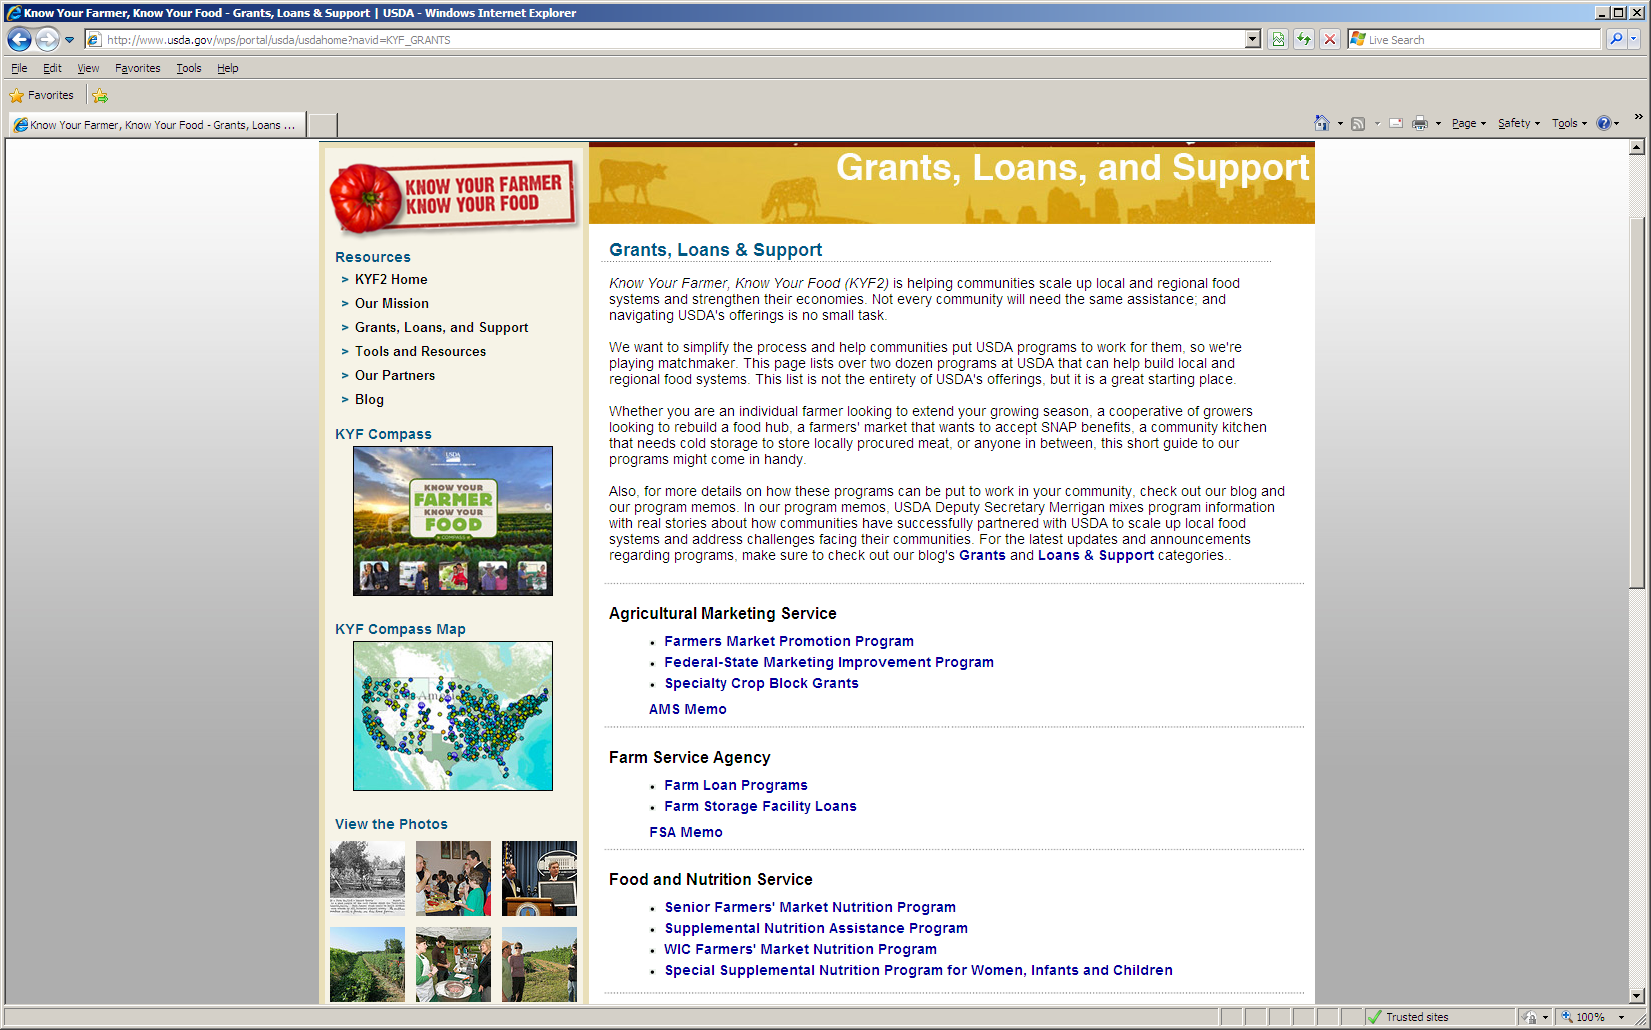 Know Your Farmer, Know Your Food - Grants, Loans & Support | USDA - Windows Internet Explorer
http://www.usda.gov/wps/portal/usda/usdahome?navid=KYF_GRANTS
Live Search
File Edit View Favorites Tools Help
Favorites
Know Your Farmer, Know Your Food - Grants, Loans ...
Page Safety Tools
KNOW YOUR FARMER
KNOW YOUR FOOD
Resources
> KYF2 Home
> Our Mission
> Grants, Loans, and Support
> Tools and Resources
> Our Partners
> Blog
KYF Compass
USDA
KNOW YOUR
FARMER
KNOW YOUR
FOOD
COMPASS
KYF Compass Map
View the Photos
Grants, Loans, and Support
Grants, Loans & Support
Know Your Farmer, Know Your Food (KYF2) is helping communities scale up local and regional food
systems and strengthen their economies. Not every community will need the same assistance; and
navigating USDA's offerings is no small task.
We want to simplify the process and help communities put USDA programs to work for them, so we're
playing matchmaker. This page lists over two dozen programs at USDA that can help build local and
regional food systems. This list is not the entirety of USDA's offerings, but it is a great starting place.
Whether you are an individual farmer looking to extend your growing season, a cooperative of growers
looking to rebuild a food hub, a farmers' market that wants to accept SNAP benefits, a community kitchen
that needs cold storage to store locally procured meat, or anyone in between, this short guide to our
programs might come in handy.
Also, for more details on how these programs can be put to work in your community, check out our blog and
our program memos. In our program memos, USDA Deputy Secretary Merrigan mixes program information
with real stories about how communities have successfully partnered with USDA to scale up local food
systems and address challenges facing their communities. For the latest updates and announcements
regarding programs, make sure to check out our blog's Grants and Loans & Support categories..
Agricultural Marketing Service
• Farmers Market Promotion Program
• Federal-State Marketing Improvement Program
• Specialty Crop Block Grants
AMS Memo
Farm Service Agency
• Farm Loan Programs
• Farm Storage Facility Loans
FSA Memo
Food and Nutrition Service
• Senior Farmers' Market Nutrition Program
• Supplemental Nutrition Assistance Program
• WIC Farmers' Market Nutrition Program
• Special Supplemental Nutrition Program for Women, Infants and Children
Trusted sites
100%